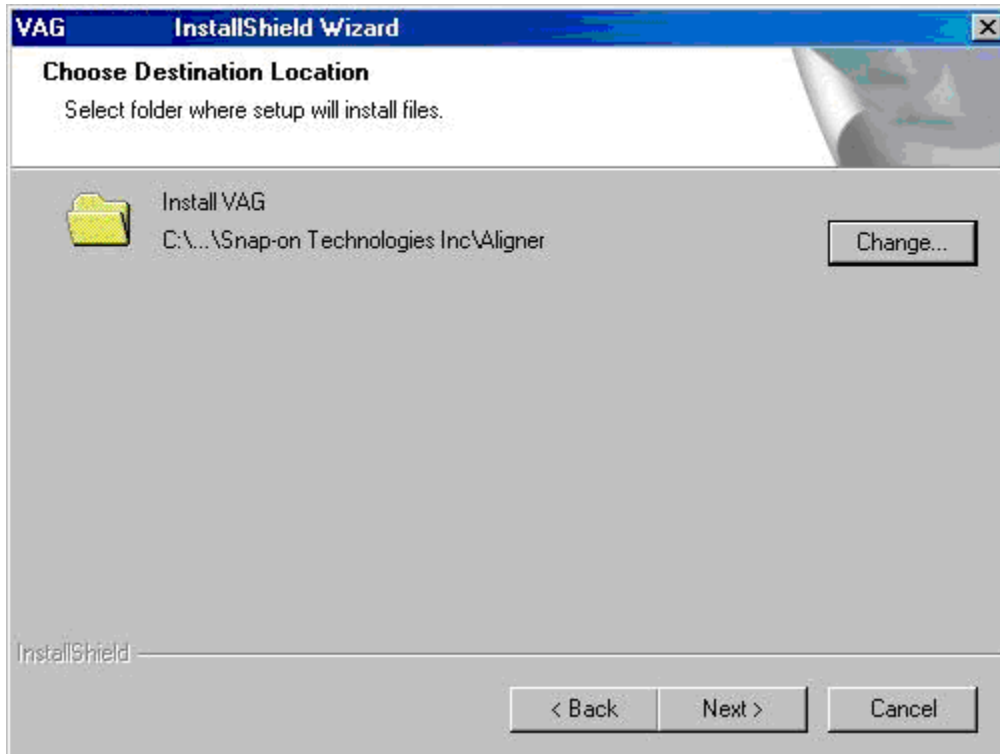 VAG InstallShield Wizard
Choose Destination Location
Select folder where setup will install files.
Install VAG
C:\...\Snap-on Technologies Inc\Aligner
Change...
InstallShield
< Back
Next >
Cancel